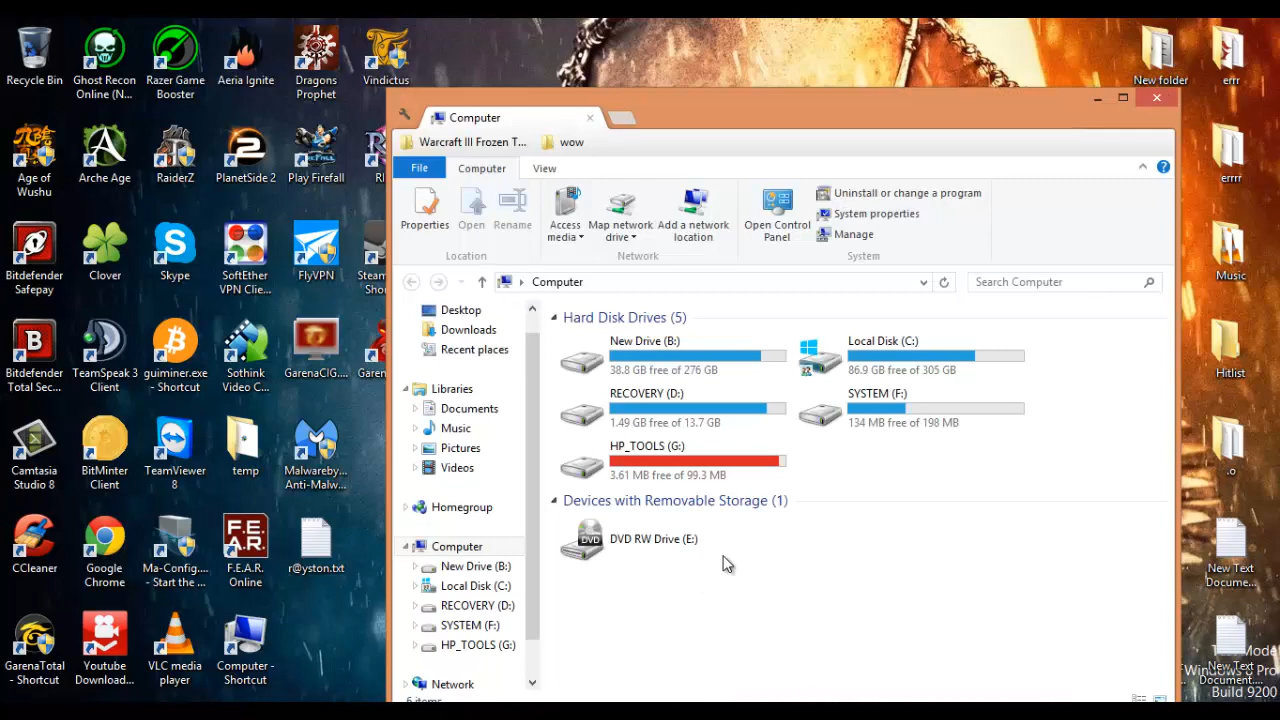 Recycle Bin
Ghost Recon
Online (N...
Razer Game
Booster
Aeria Ignite
Dragons
Prophet
Vindictus
New folder
errr
Computer
Warcraft III Frozen T...
wow
File
Computer
View
Age of
Wushu
Arche Age
RaiderZ
PlanetSide 2
Play Firefall
errrr
Properties
Open
Rename
Access
media
Map network
drive
Add a network
location
Open Control
Panel
Uninstall or change a program
System properties
Manage
Location
Network
System
Bitdefender
Safepay
Clover
Skype
SoftEther
VPN Clie...
FlyVPN
Music
Computer
Search Computer
Desktop
Downloads
Recent places
Libraries
Documents
Music
Pictures
Videos
Homegroup
Computer
New Drive (B:)
Local Disk (C:)
RECOVERY (D:)
SYSTEM (F:)
HP_TOOLS (G:)
Network
Hard Disk Drives (5)
New Drive (B:)
38.8 GB free of 276 GB
Local Disk (C:)
86.9 GB free of 305 GB
RECOVERY (D:)
1.49 GB free of 13.7 GB
SYSTEM (F:)
134 MB free of 198 MB
HP_TOOLS (G:)
3.61 MB free of 99.3 MB
Devices with Removable Storage (1)
DVD
DVD RW Drive (E:)
Bitdefender
Total Sec...
TeamSpeak 3
Client
guiminer.exe
- Shortcut
Sothink
Video C...
GarenaCIG....
Hitlist
Camtasia
Studio 8
BitMinter
Client
TeamViewer
8
temp
Malwareby...
Anti-Malw...
.o
CCleaner
Google
Chrome
Ma-Config....
- Start the ...
F.E.A.R.
F.E.A.R.
Online
r@yston.txt
New Text
Docume...
GarenaTotal
- Shortcut
Youtube
Download...
VLC media
player
Computer -
Shortcut
New Text
Document....
Build 9200